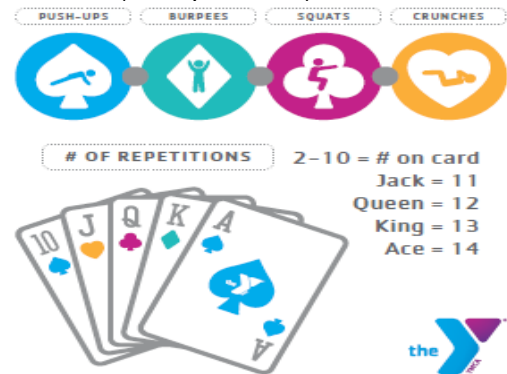 PUSH-UPS BURPEES SQUATS CRUNCHES
# OF REPETITIONS
2-10 = # on card
Jack = 11
Queen = 12
King = 13
Ace = 14
10 J Q K A
A
the Y
YMCA